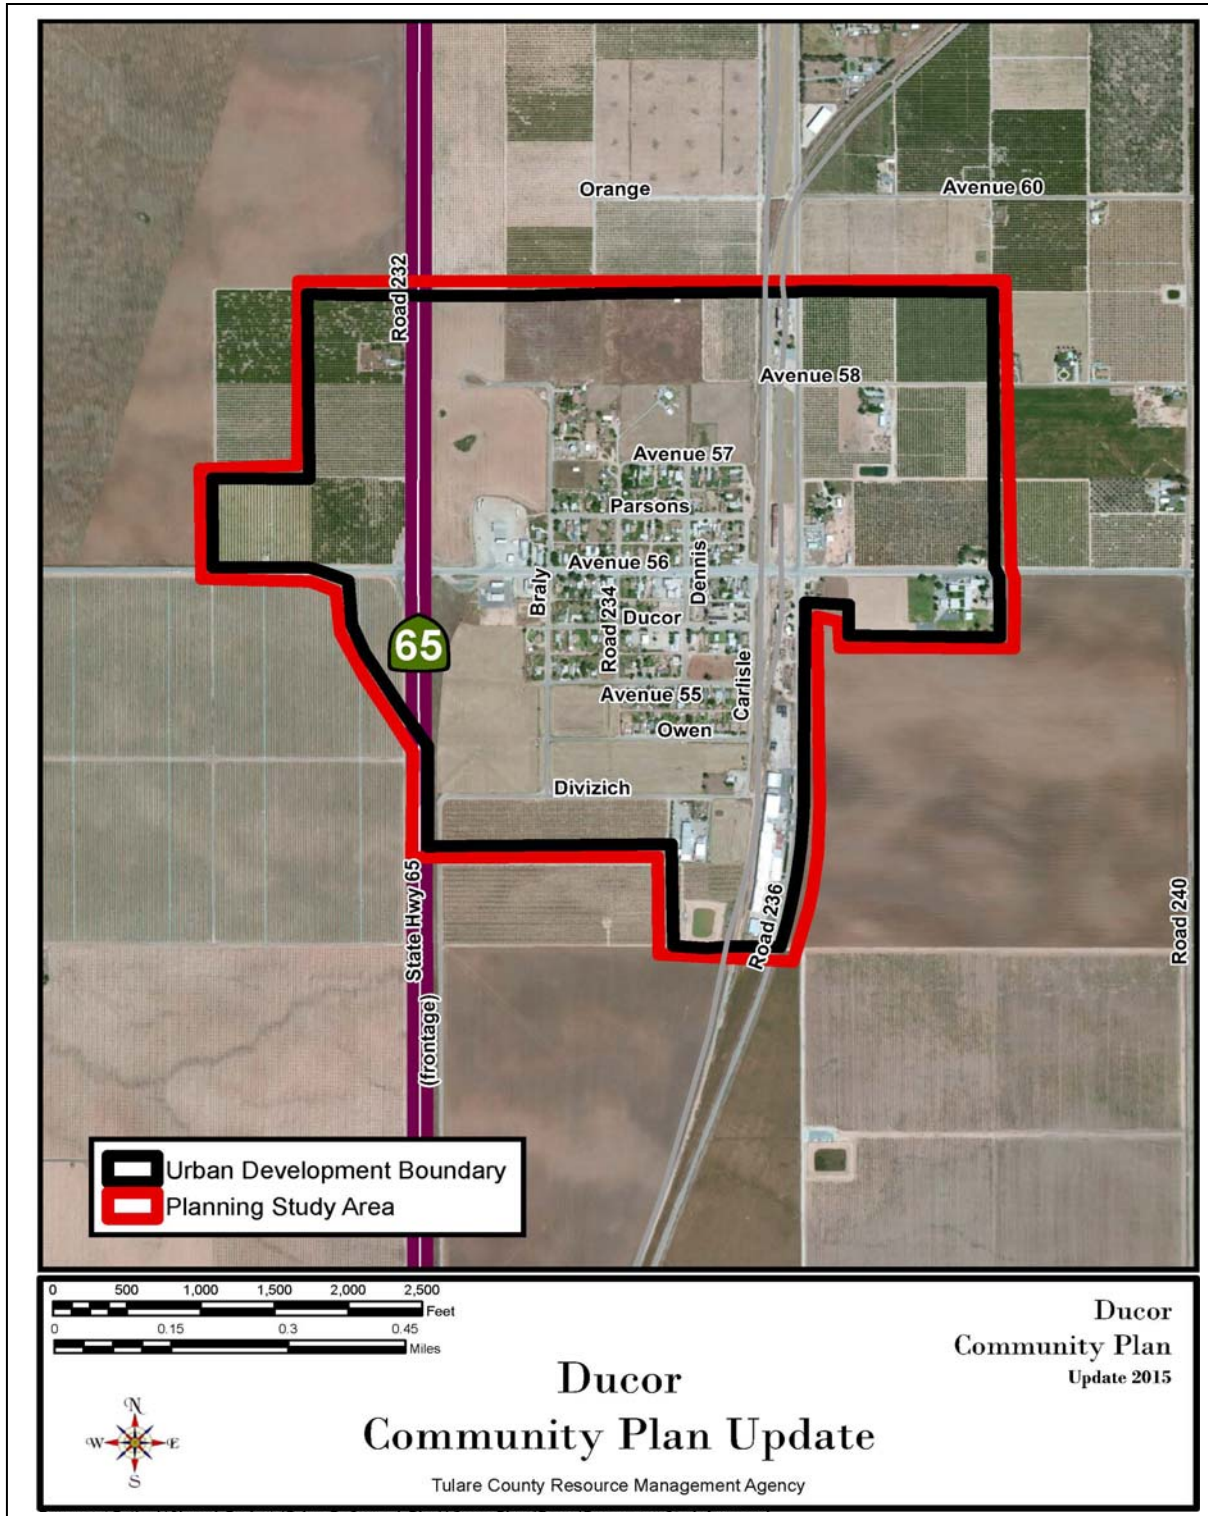 Orange
Avenue 60
Road 232
Avenue 58
Avenue 57
Parsons
Avenue 56
Dennis
Braly
Road 234
Ducor
65
Carlisle
Avenue 55
Owen
Divizich
State Hwy 65
(frontage)
Road 236
Road 240
Urban Development Boundary
Planning Study Area
0 500 1,000 1,500 2,000 2,500
Feet
0 0.15 0.3 0.45
Miles
Ducor
Community Plan
Update 2015
N
W E
S
Ducor
Community Plan Update
Tulare County Resource Management Agency